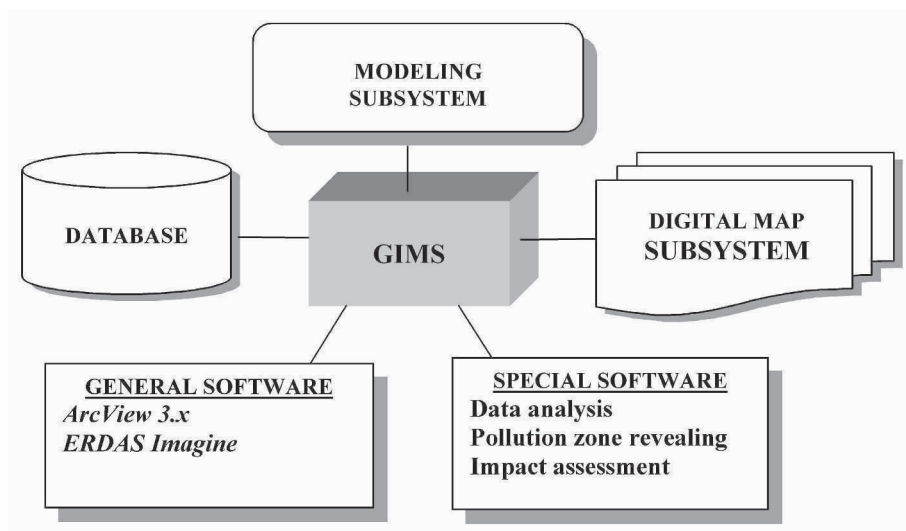 MODELING
SUBSYSTEM
DATABASE
GIMS
DIGITAL MAP
SUBSYSTEM
GENERAL SOFTWARE
ArcView 3.x
ERDAS Imagine
SPECIAL SOFTWARE
Data analysis
Pollution zone revealing
Impact assessment